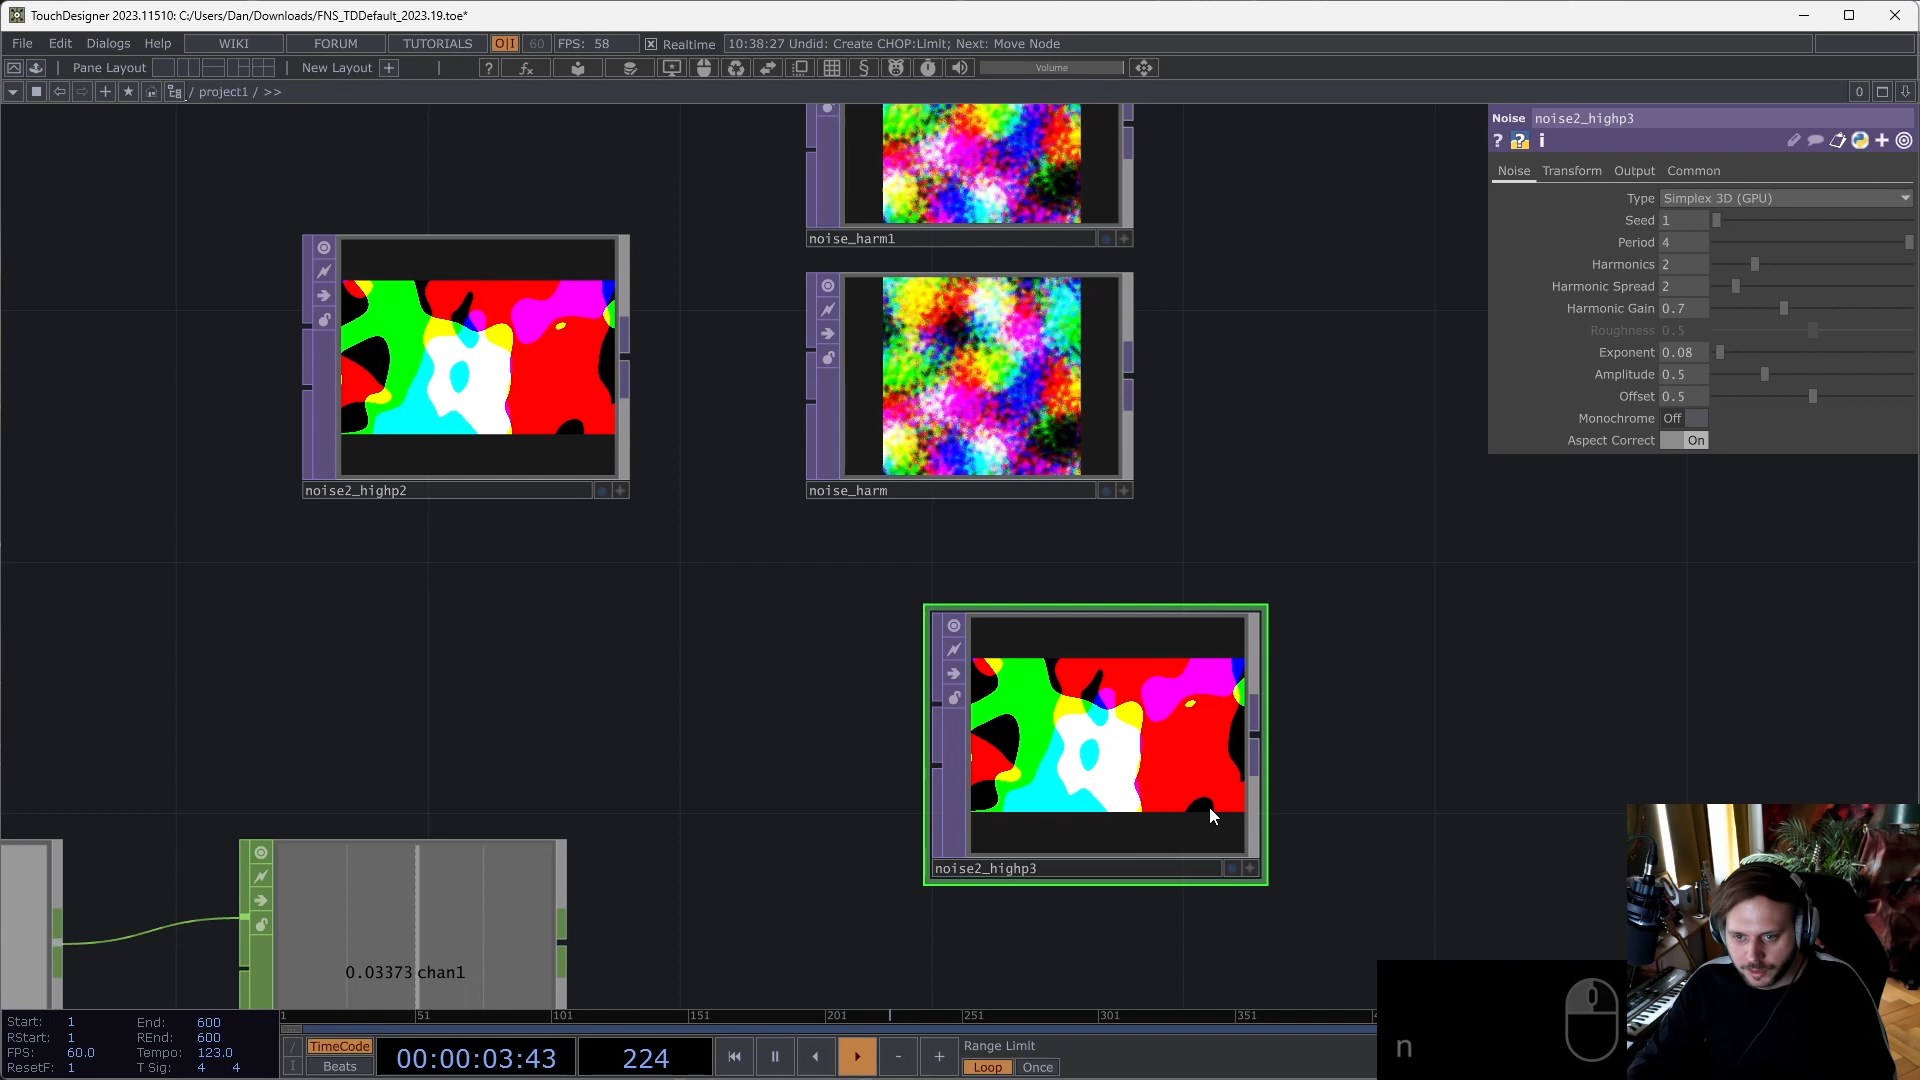 TouchDesigner 2023.11510: C:/Users/Dan/Downloads/FNS_TDDefault_2023.19.toe*
File Edit Dialogs Help WIKI FORUM TUTORIALS O|I 60 FPS: 58 Realtime 10:38:27 Undid: Create CHOP:Limit; Next: Move Node
Pane Layout New Layout + ? fx § Volume
/ project1 / >> 0
Noise noise2_highp3
? ? i
Noise Transform Output Common
Type Simplex 3D (GPU)
Seed 1
Period 4
Harmonics 2
Harmonic Spread 2
Harmonic Gain 0.7
Roughness 0.5
Exponent 0.08
Amplitude 0.5
Offset 0.5
Monochrome Off
Aspect Correct On
noise_harm1
noise2_highp2
noise_harm
noise2_highp3
0.03373 chan1
n
1 51 101 151 201 251 301 351
Start: 1 End: 600
RStart: 1 REnd: 600
FPS: 60.0 Tempo: 123.0
ResetF: 1 T Sig: 4 4
TimeCode
Beats
00:00:03:43 224
- +
Range Limit
Loop Once